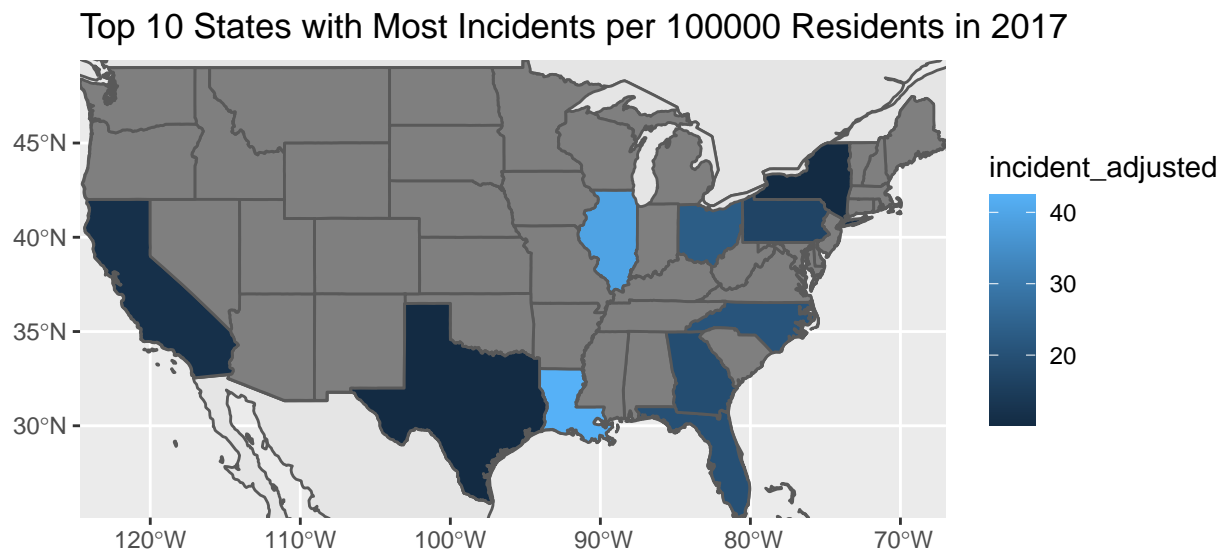 Top 10 States with Most Incidents per 100000 Residents in 2017
45°N
40°N
35°N
30°N
120°W
110°W
100°W
90°W
80°W
70°W
incident_adjusted
40
30
20